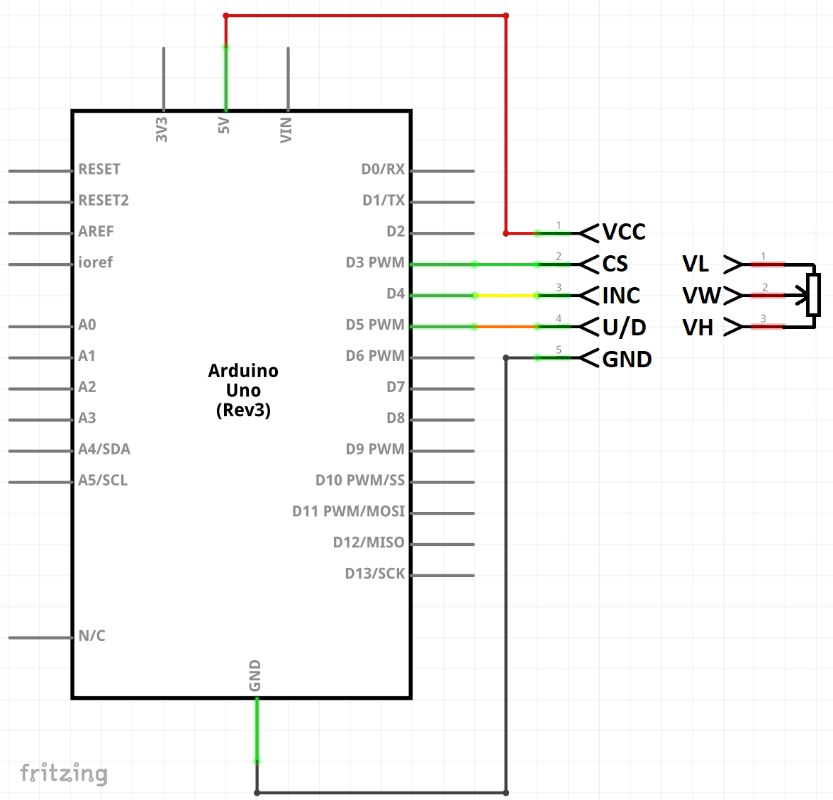 3V3
5V
VIN
RESET
RESET2
AREF
ioref
A0
A1
A2
A3
A4/SDA
A5/SCL
N/C
Arduino
Uno
(Rev3)
D0/RX
D1/TX
D2
D3 PWM
D4
D5 PWM
D6 PWM
D7
D8
D9 PWM
D10 PWM/SS
D11 PWM/MOSI
D12/MISO
D13/SCK
GND
1 VCC
2 CS
3 INC
4 U/D
5 GND
VL 1
VW 2
VH 3
fritzing